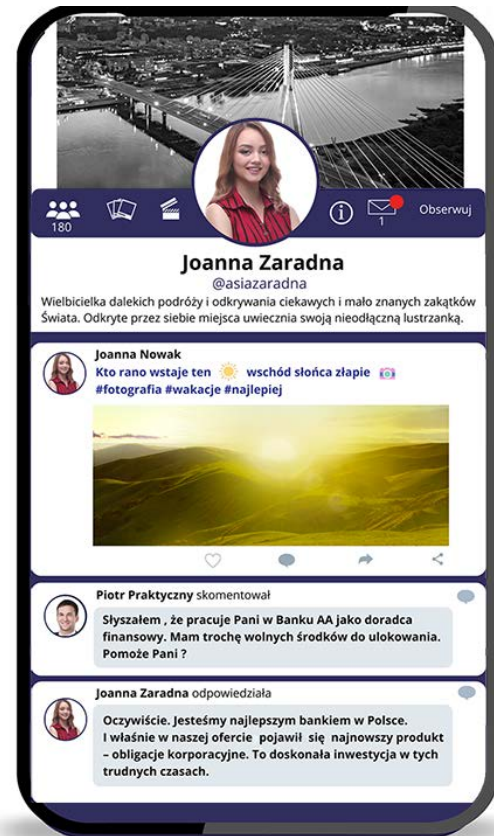 180
1
Obserwuj
Joanna Zaradna
@asiazaradna
Wielbicielka dalekich podróży i odkrywania ciekawych i mało znanych zakątków
Świata. Odkryte przez siebie miejsca uwiecznia swoją nieodłączną lustrzanką.
Joanna Nowak
Kto rano wstaje ten wschód słońca złapie
#fotografia #wakacje #najlepiej
Piotr Praktyczny skomentował
Słyszałem , że pracuje Pani w Banku AA jako doradca
finansowy. Mam trochę wolnych środków do ulokowania.
Pomoże Pani ?
Joanna Zaradna odpowiedziała
Oczywiście. Jesteśmy najlepszym bankiem w Polsce.
I właśnie w naszej ofercie pojawił się najnowszy produkt
– obligacje korporacyjne. To doskonała inwestycja w tych
trudnych czasach.